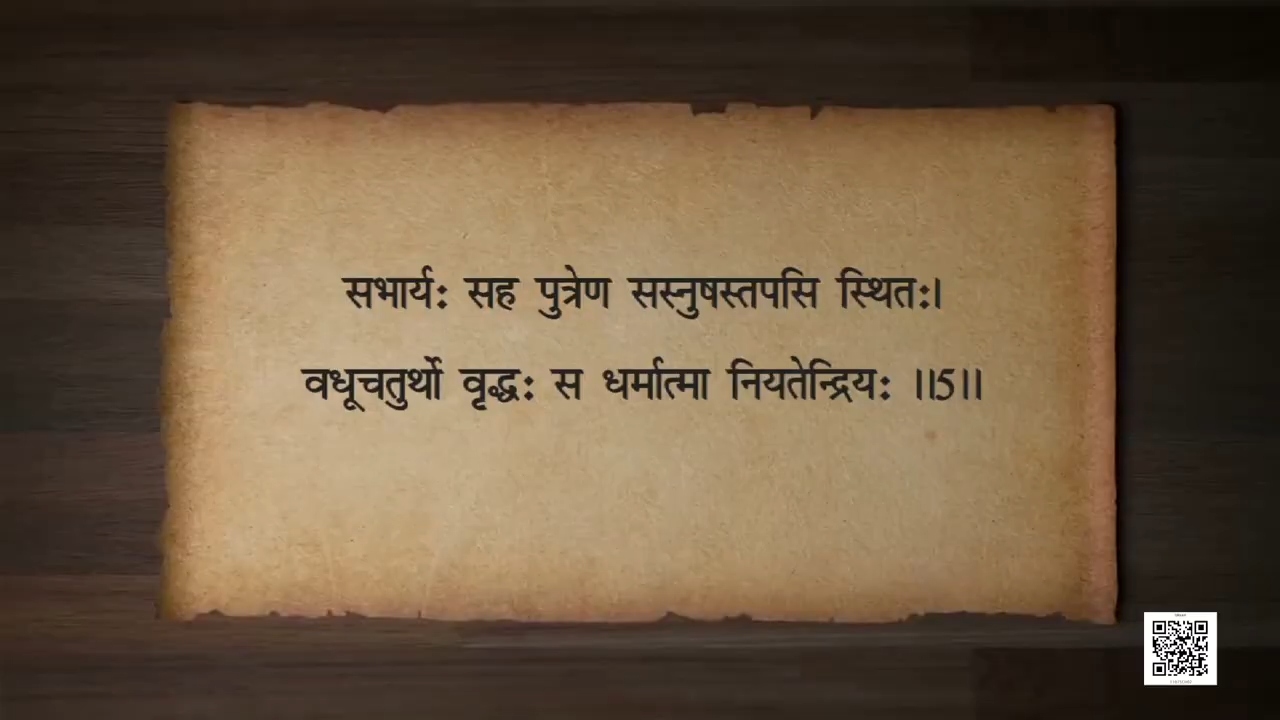 सभार्यः सह पुत्रेण सस्नुषस्तपसि स्थितः।
वधूचतुर्थो वृद्धः स धर्मात्मा नियतेन्द्रियः ।।5।।